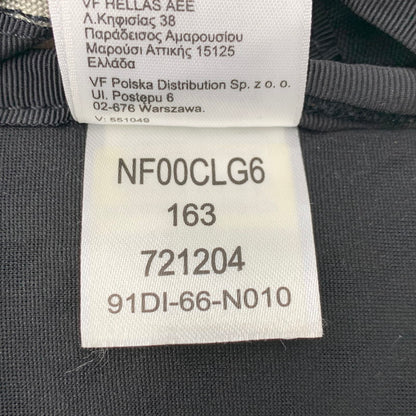 VF HELLAS AEE
Λ.Κηφισίας 38
Παράδεισος Αμαρουσίου
Μαρούσι Αττικής 15125
Ελλάδα
VF Polska Distribution Sp. z o. o.
Ul. Postępu 6
02-676 Warszawa.
V: 551049
NF00CLG6
163
721204
91DI-66-N010